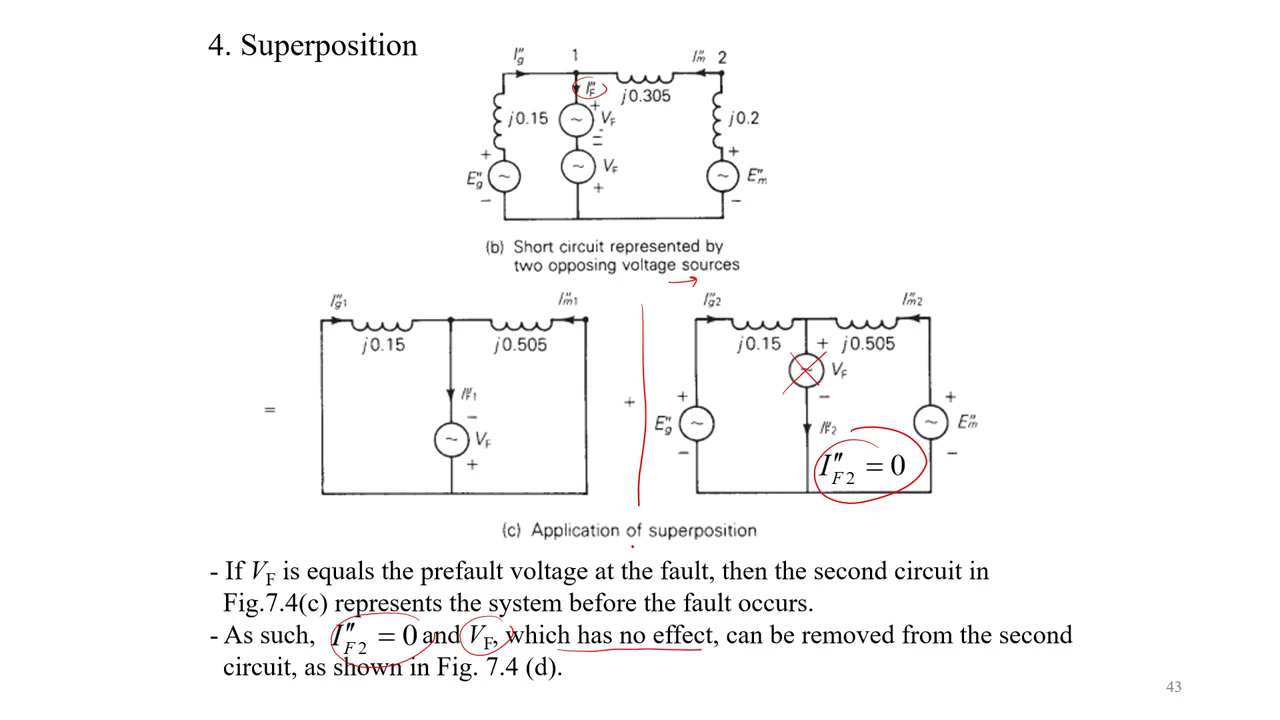 4. Superposition
I″g 1 I″m 2
I″F
+ j0.305
j0.15 ~ VF j0.2
−
−
+ ~ VF +
E″g ~ + ~ E″m
− −
(b) Short circuit represented by
two opposing voltage sources
I″g1 I″m1 I″g2 I″m2
j0.15 j0.505 j0.15 + j0.505
~ VF
I″F1 −
= − + + +
~ VF E″g ~ I″F2 ~ E″m
+ − −
I″F2 = 0
(c) Application of superposition
- If VF is equals the prefault voltage at the fault, then the second circuit in
Fig.7.4(c) represents the system before the fault occurs.
- As such, I″F2 = 0 and VF, which has no effect, can be removed from the second
circuit, as shown in Fig. 7.4 (d).
43